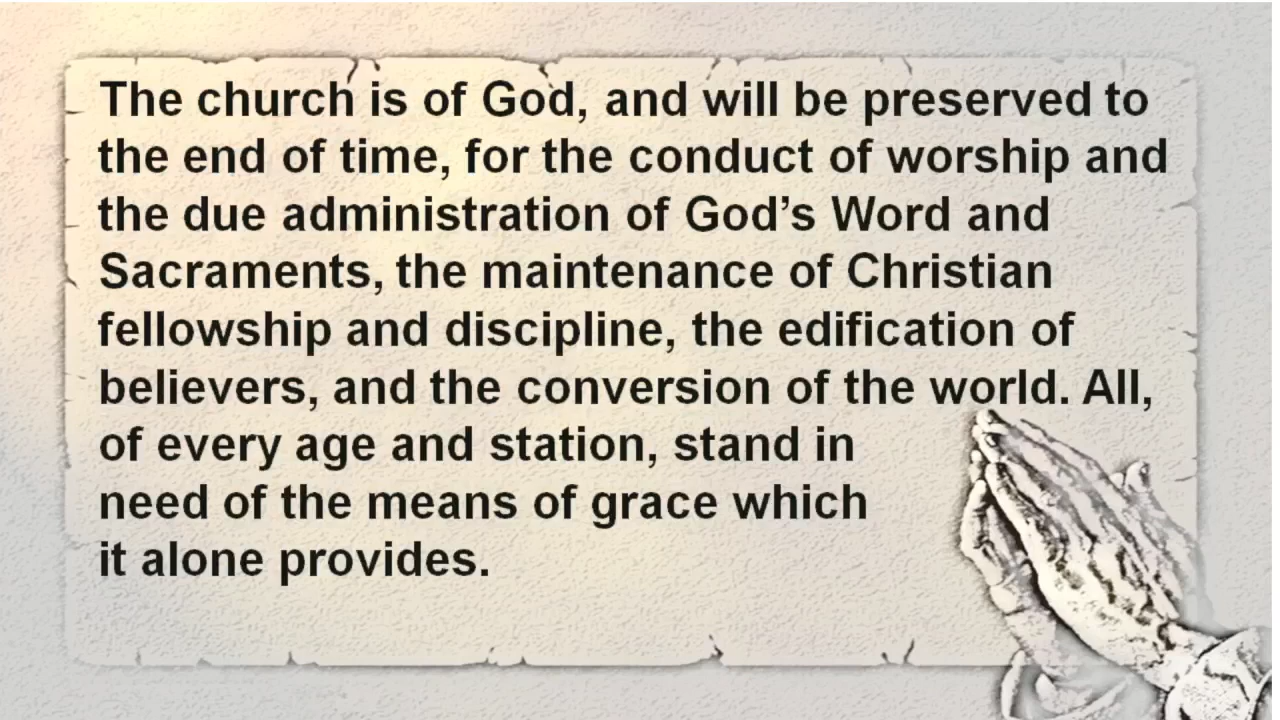 The church is of God, and will be preserved to
the end of time, for the conduct of worship and
the due administration of God’s Word and
Sacraments, the maintenance of Christian
fellowship and discipline, the edification of
believers, and the conversion of the world. All,
of every age and station, stand in
need of the means of grace which
it alone provides.